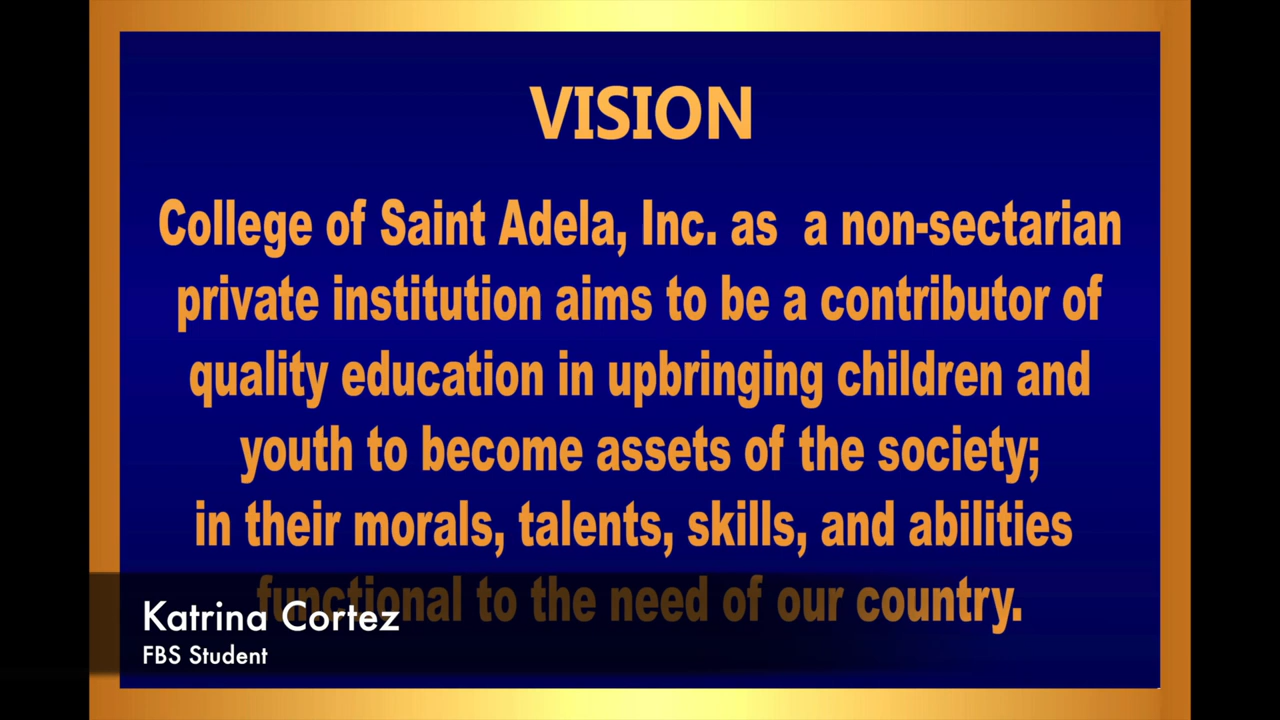 VISION
College of Saint Adela, Inc. as  a non-sectarian
private institution aims to be a contributor of
quality education in upbringing children and
youth to become assets of the society;
in their morals, talents, skills, and abilities
functional to the need of our country.
Katrina Cortez
FBS Student